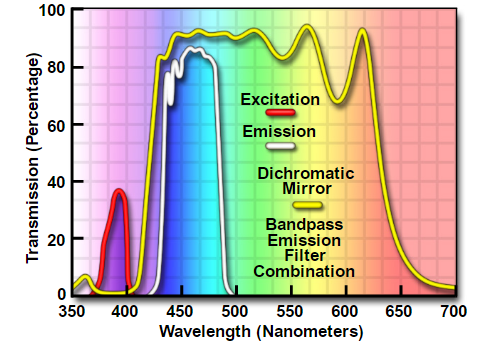 100
80
60
40
20
0
Transmission (Percentage)
Excitation
Emission
Dichromatic
Mirror
Bandpass
Emission
Filter
Combination
350 400 450 500 550 600 650 700
Wavelength (Nanometers)